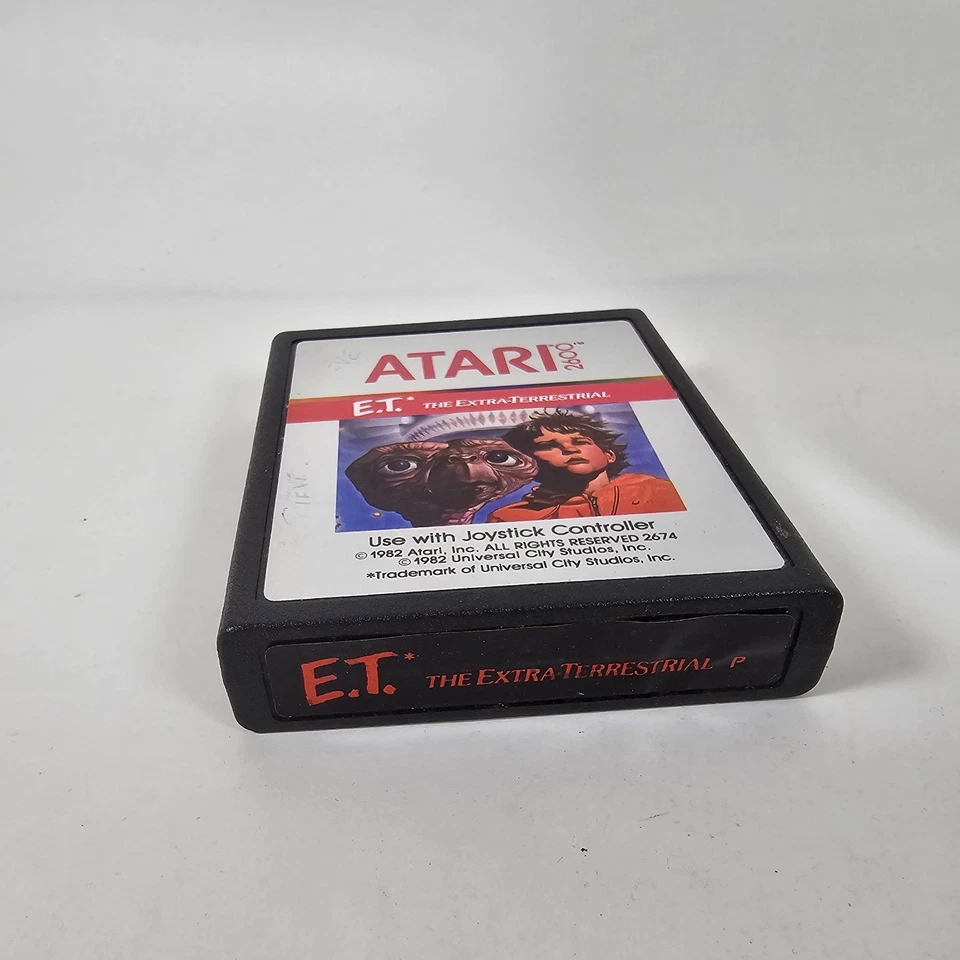 ATARI 2600™
E.T.* THE EXTRA-TERRESTRIAL
Use with Joystick Controller
© 1982 Atari, Inc. ALL RIGHTS RESERVED 2674
© 1982 Universal City Studios, Inc.
*Trademark of Universal City Studios, Inc.
E.T.* THE EXTRA-TERRESTRIAL P